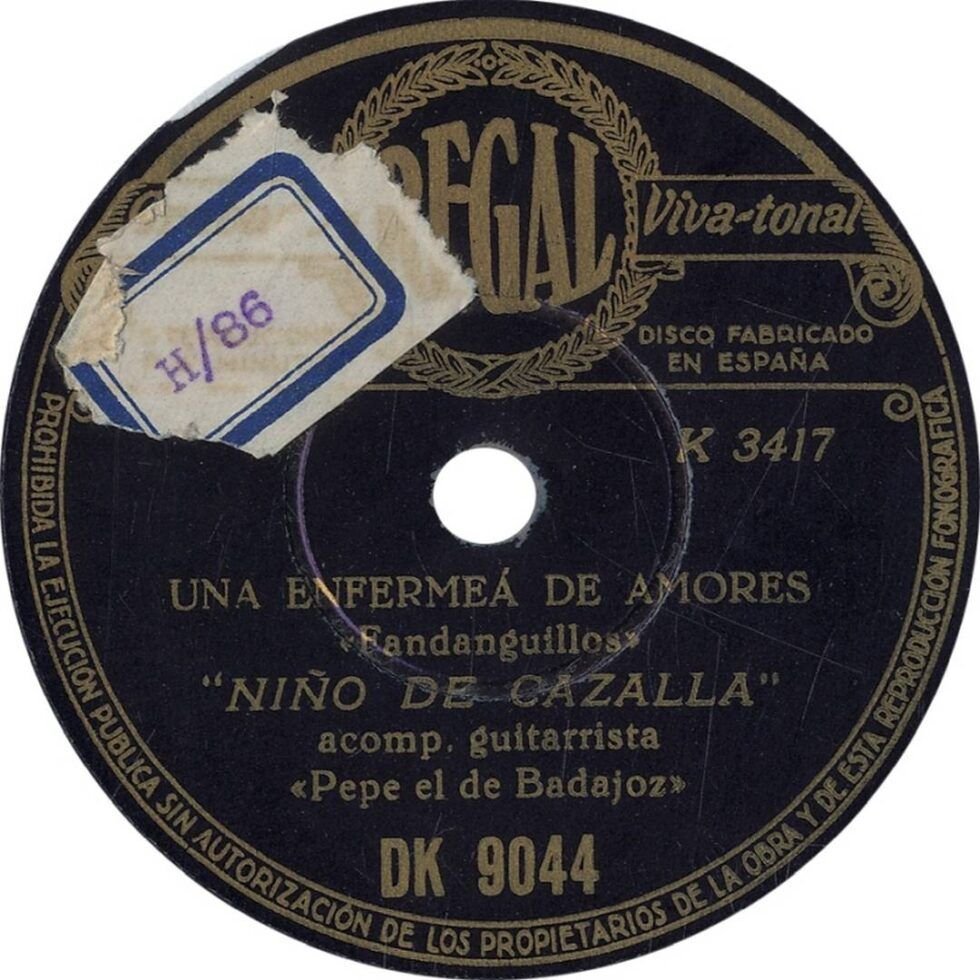 REGAL
Viva-tonal
DISCO FABRICADO
EN ESPAÑA
H/86
K 3417
UNA ENFERMEÁ DE AMORES
«Fandanguillos»
"NIÑO DE CAZALLA"
acomp. guitarrista
«Pepe el de Badajoz»
DK 9044
PROHIBIDA LA EJECUCIÓN PUBLICA SIN AUTORIZACIÓN DE LOS PROPIETARIOS DE LA OBRA Y DE ESTA REPRODUCCIÓN FONOGRAFICA